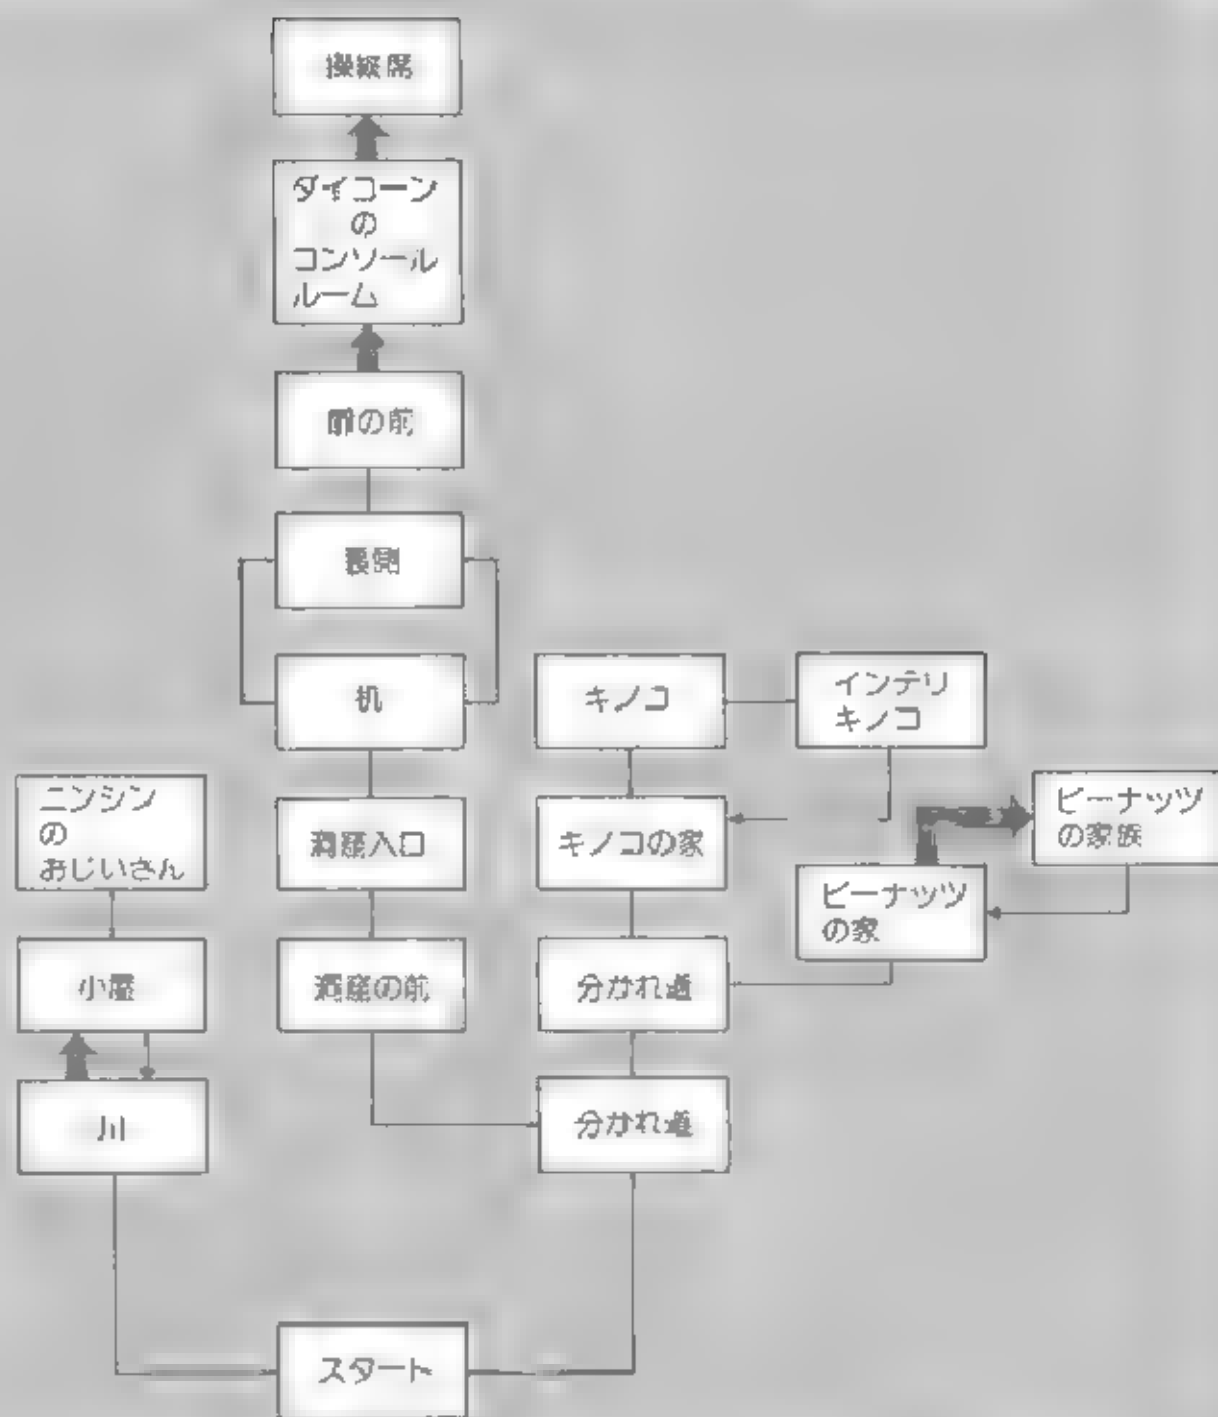 操縦席
ダイコーン
の
コンソール
ルーム
扉の前
裏側
机
キノコ
インテリ
キノコ
ニンジン
の
おじいさん
洞窟入口
キノコの家
ピーナッツ
の家族
ピーナッツ
の家
小屋
洞窟の前
分かれ道
川
分かれ道
スタート